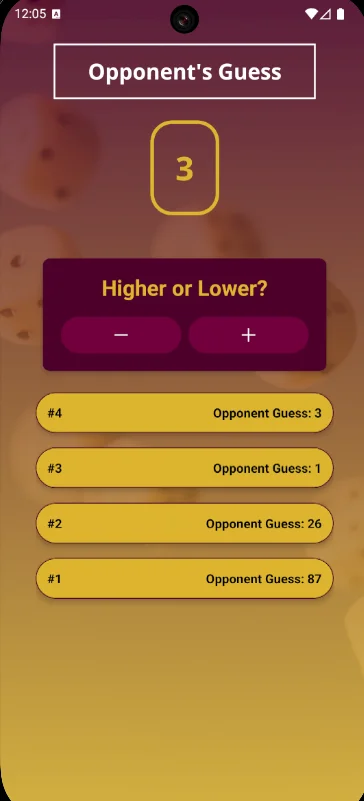 12:05
Opponent's Guess
3
Higher or Lower?
− +
#4 Opponent Guess: 3
#3 Opponent Guess: 1
#2 Opponent Guess: 26
#1 Opponent Guess: 87